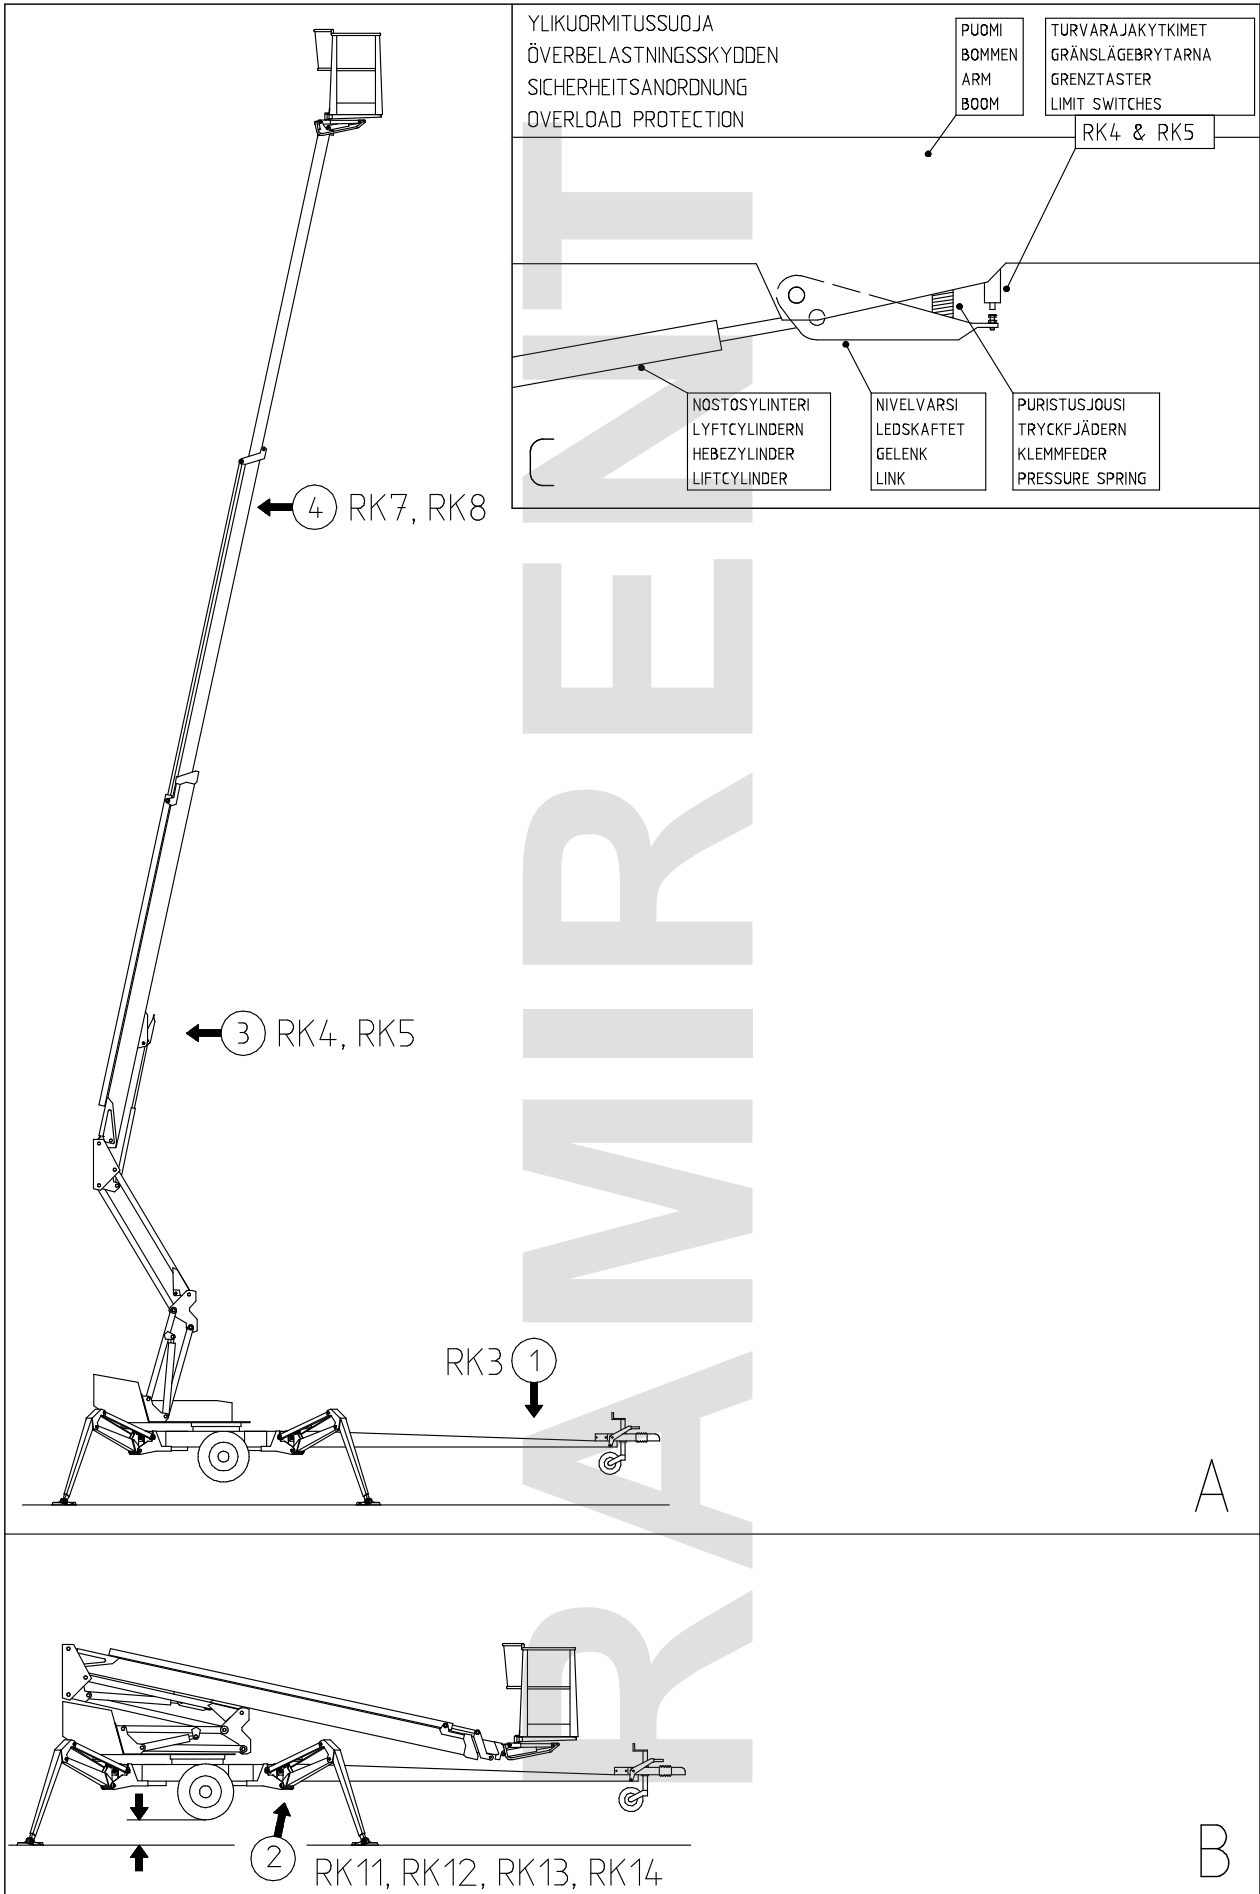 YLIKUORMITUSSUOJA
ÖVERBELASTNINGSSKYDDEN
SICHERHEITSANORDNUNG
OVERLOAD PROTECTION
PUOMI
BOMMEN
ARM
BOOM
TURVARAJAKYTKIMET
GRÄNSLÄGEBRYTARNA
GRENZTASTER
LIMIT SWITCHES
RK4 & RK5
NOSTOSYLINTERI
LYFTCYLINDERN
HEBEZYLINDER
LIFTCYLINDER
NIVELVARSI
LEDSKAFTET
GELENK
LINK
PURISTUSJOUSI
TRYCKFJÄDERN
KLEMMFEDER
PRESSURE SPRING
C
4 RK7, RK8
3 RK4, RK5
RK3 1
A
2 RK11, RK12, RK13, RK14
B
RAMIRENT